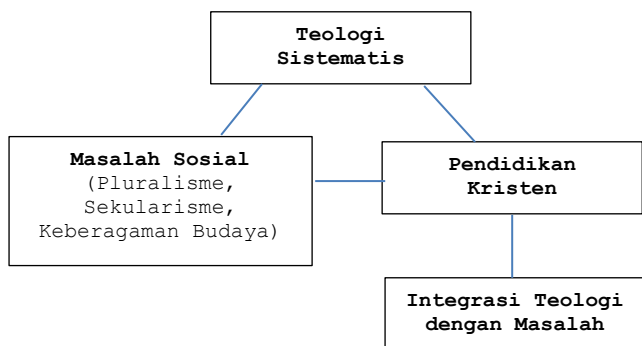 Teologi
Sistematis
Masalah Sosial
(Pluralisme,
Sekularisme,
Keberagaman Budaya)
Pendidikan
Kristen
Integrasi Teologi
dengan Masalah